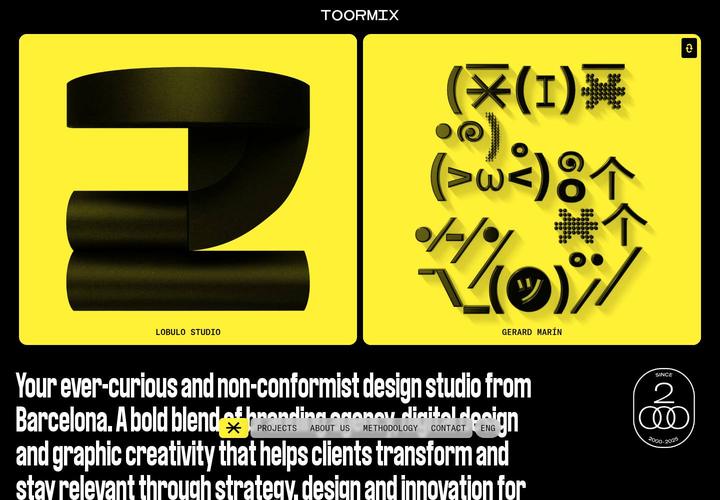 TOORMIX
LOBULO STUDIO
GERARD MARÍN
Your ever-curious and non-conformist design studio from
Barcelona. A bold blend of branding agency, digital design
and graphic creativity that helps clients transform and
stay relevant through strategy, design and innovation for
PROJECTS ABOUT US METHODOLOGY CONTACT ENG
SINCE
2000
2000-2025